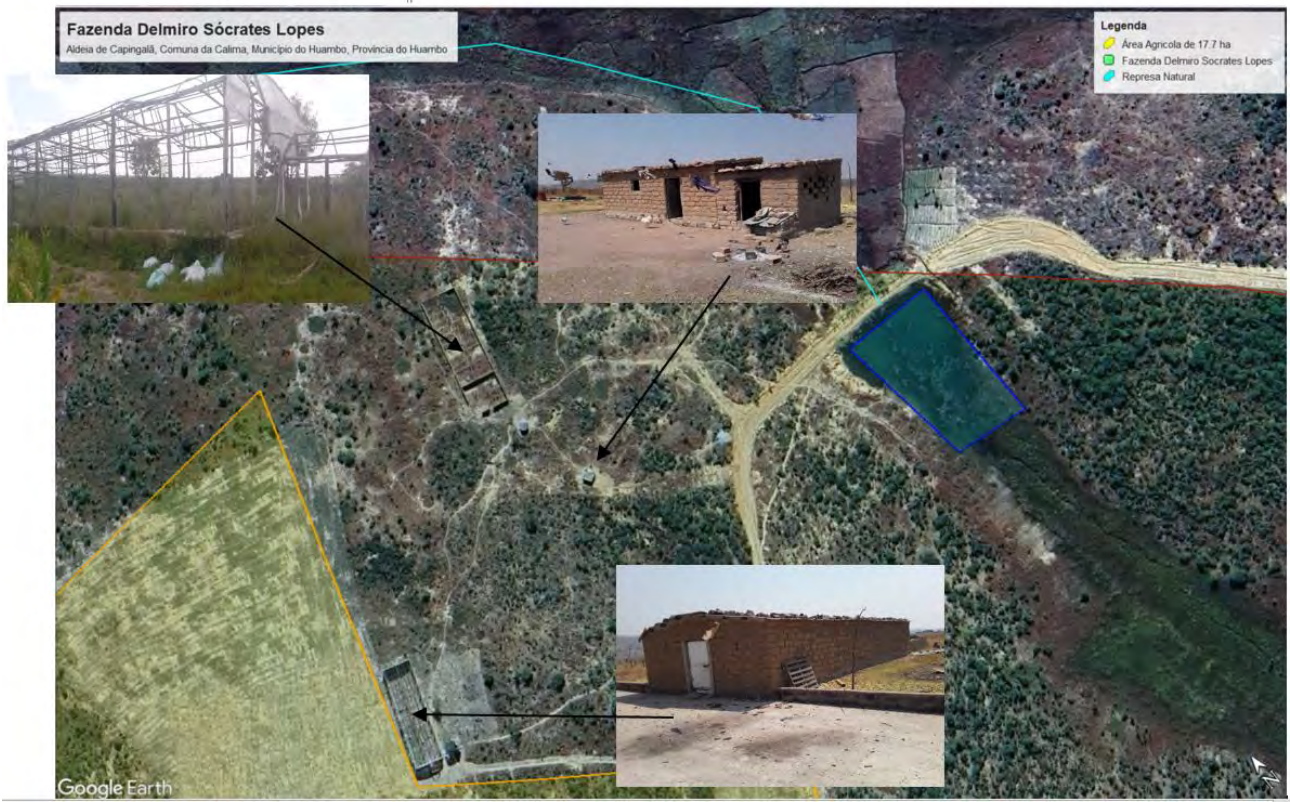 Fazenda Delmiro Sócrates Lopes
Aldeia de Capingalã, Comuna da Calima, Município do Huambo, Província do Huambo
Legenda
Área Agricola de 17.7 ha
Fazenda Delmiro Socrates Lopes
Represa Natural
Google Earth
N